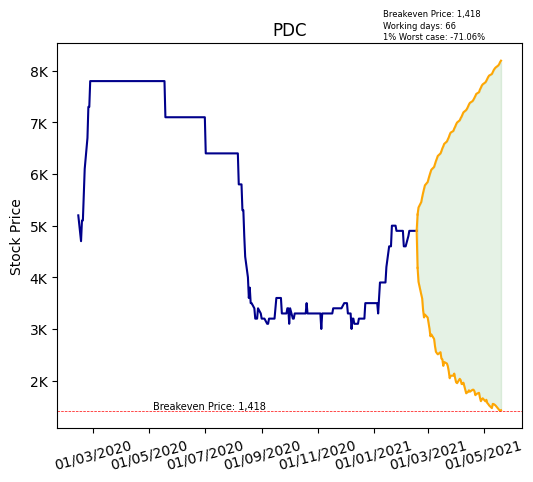 Breakeven Price: 1,418
Working days: 66
1% Worst case: -71.06%
PDC
Stock Price
8K
7K
6K
5K
4K
3K
2K
Breakeven Price: 1,418
01/03/2020
01/05/2020
01/07/2020
01/09/2020
01/11/2020
01/01/2021
01/03/2021
01/05/2021